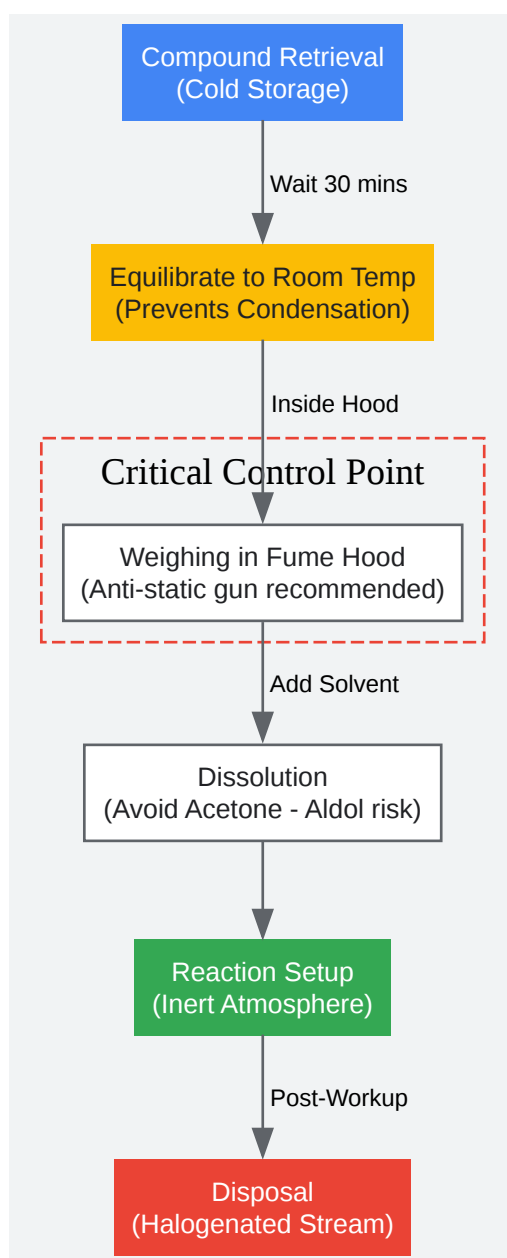 Compound Retrieval
(Cold Storage)
Wait 30 mins
Equilibrate to Room Temp
(Prevents Condensation)
Inside Hood
Critical Control Point
Weighing in Fume Hood
(Anti-static gun recommended)
Add Solvent
Dissolution
(Avoid Acetone - Aldol risk)
Reaction Setup
(Inert Atmosphere)
Post-Workup
Disposal
(Halogenated Stream)